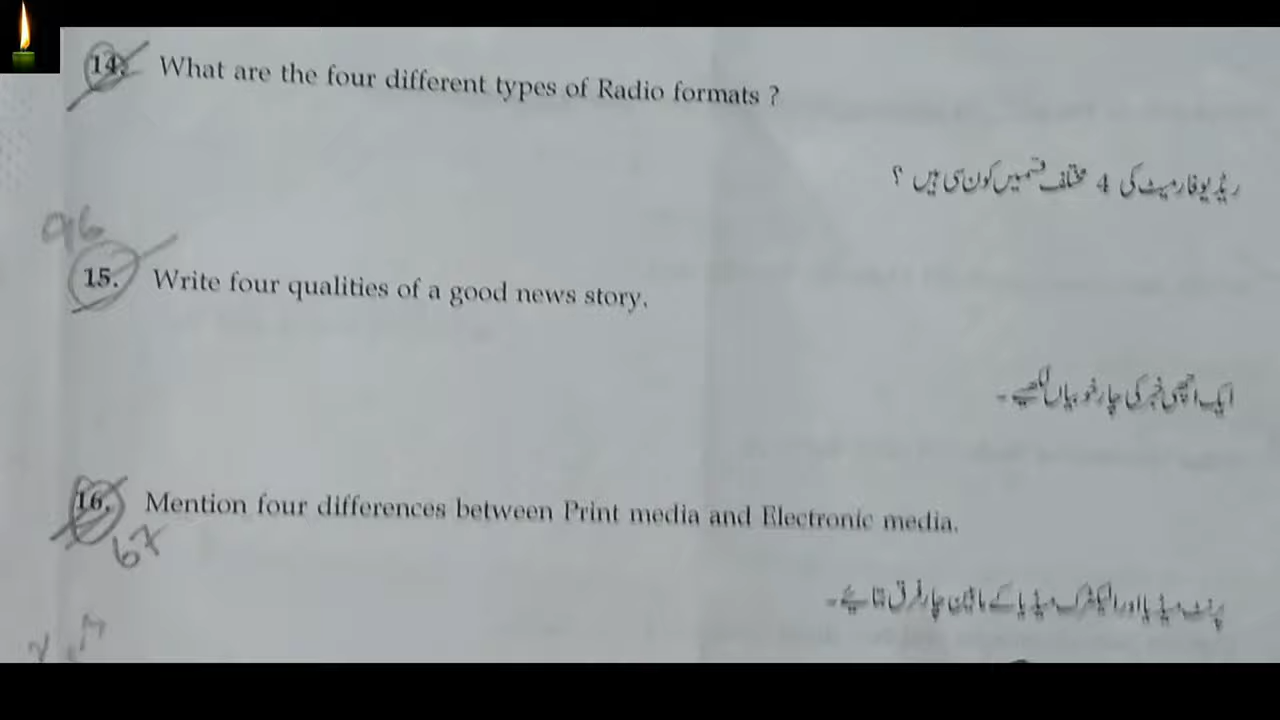 14. What are the four different types of Radio formats ?
ریڈیو فارمیٹ کی 4 مختلف قسمیں کون سی ہیں ؟
96
15. Write four qualities of a good news story.
ایک اچھی خبر کی چار خوبیاں لکھیے۔
16. Mention four differences between Print media and Electronic media.
67
پرنٹ میڈیا اور الیکٹرک میڈیا کے مابین چار فرق بتایئے۔